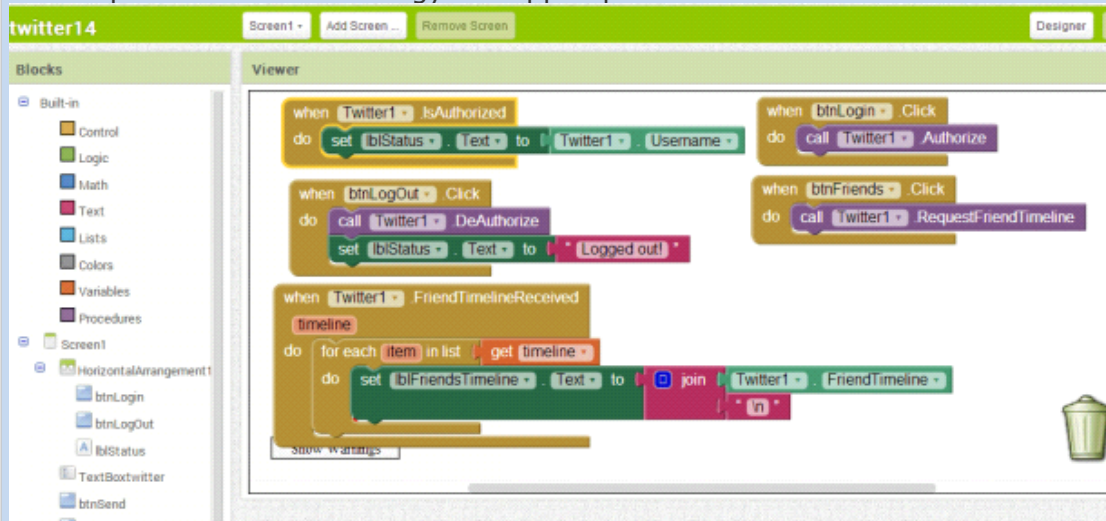 twitter14
Screen1
Add Screen ...
Remove Screen
Designer
Blocks
Viewer
Built-in
Control
Logic
Math
Text
Lists
Colors
Variables
Procedures
Screen1
HorizontalArrangement1
btnLogin
btnLogOut
lblStatus
TextBoxtwitter
btnSend
when Twitter1 .IsAuthorized
do set lblStatus . Text to Twitter1 . Username
when btnLogin .Click
do call Twitter1 .Authorize
when btnLogOut .Click
do call Twitter1 .DeAuthorize
set lblStatus . Text to " Logged out! "
when btnFriends .Click
do call Twitter1 .RequestFriendTimeline
when Twitter1 .FriendTimelineReceived
timeline
do for each item in list get timeline
do set lblFriendsTimeline . Text to join Twitter1 . FriendTimeline
" \n "
Show Warnings